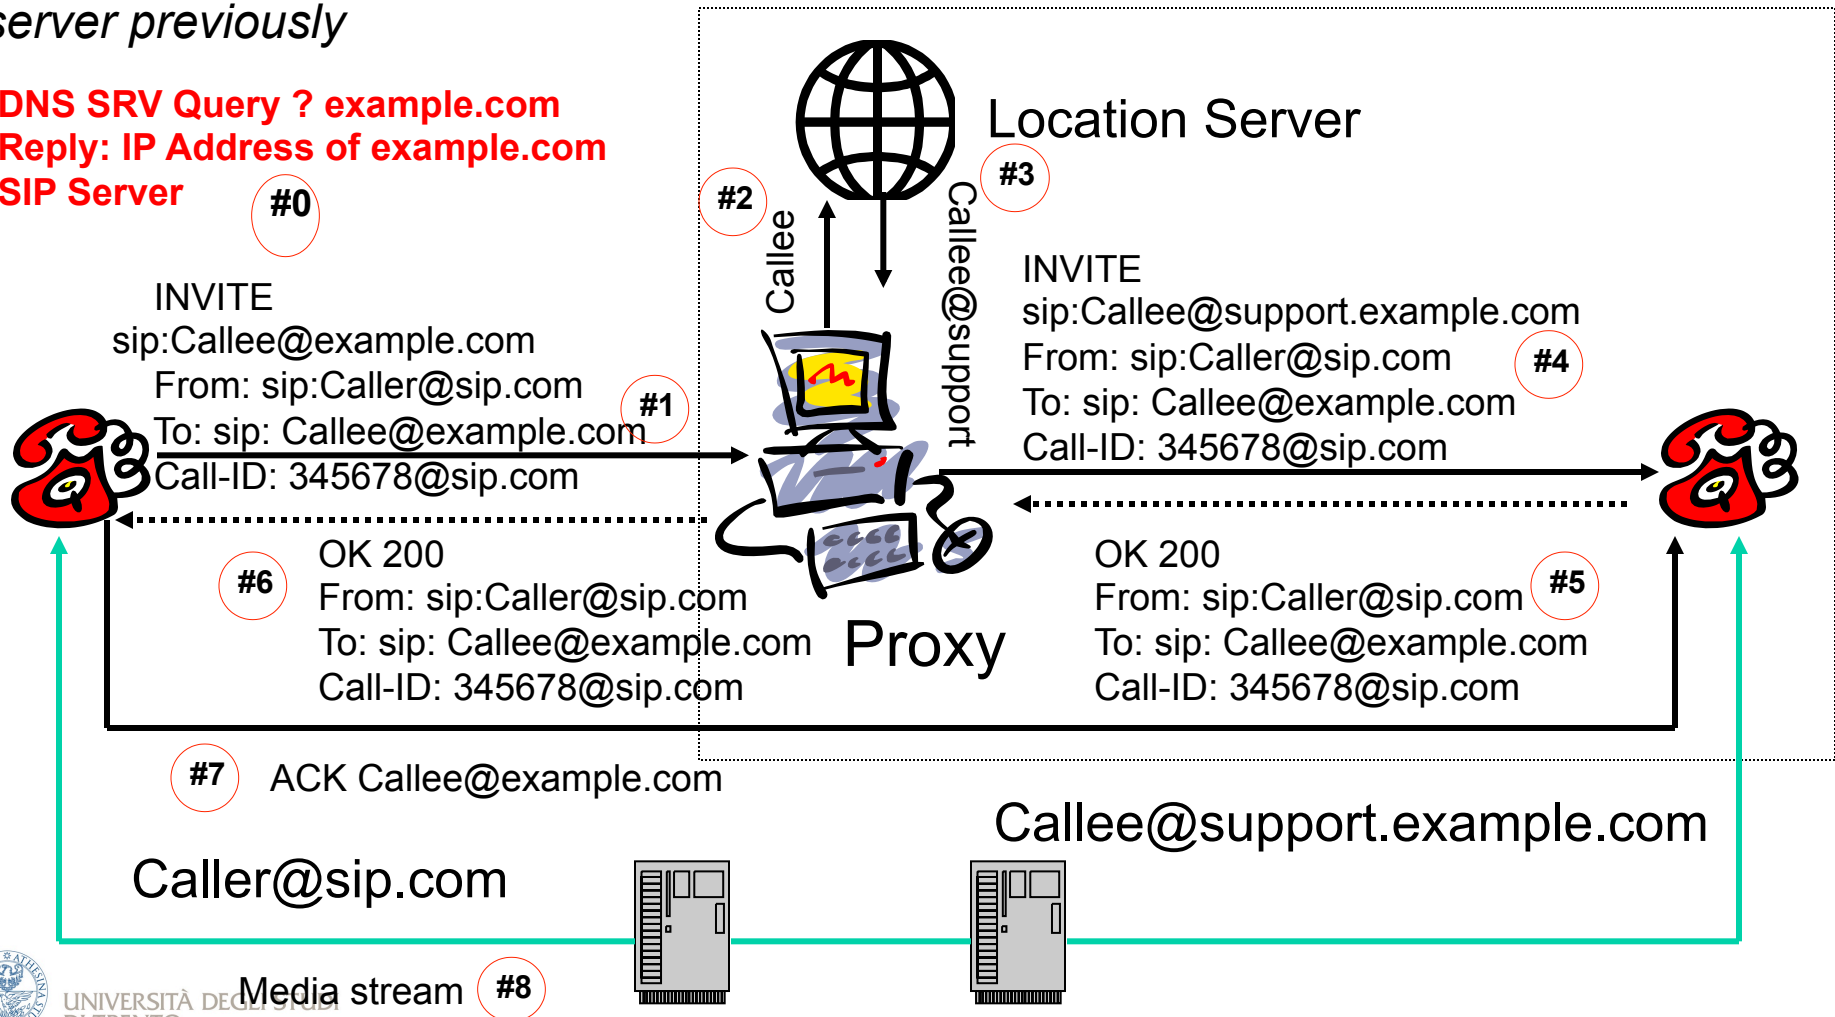 server previously
DNS SRV Query ? example.com
Reply: IP Address of example.com
SIP Server
#0
Location Server
#2
#3
Callee
Callee@support
INVITE
sip:Callee@example.com
From: sip:Caller@sip.com
To: sip: Callee@example.com
Call-ID: 345678@sip.com
#1
INVITE
sip:Callee@support.example.com
From: sip:Caller@sip.com
To: sip: Callee@example.com
Call-ID: 345678@sip.com
#4
#6
OK 200
From: sip:Caller@sip.com
To: sip: Callee@example.com
Call-ID: 345678@sip.com
Proxy
OK 200
From: sip:Caller@sip.com
To: sip: Callee@example.com
Call-ID: 345678@sip.com
#5
#7
ACK Callee@example.com
Callee@support.example.com
Caller@sip.com
Media stream
#8
UNIVERSITÀ DEGLI STUDI